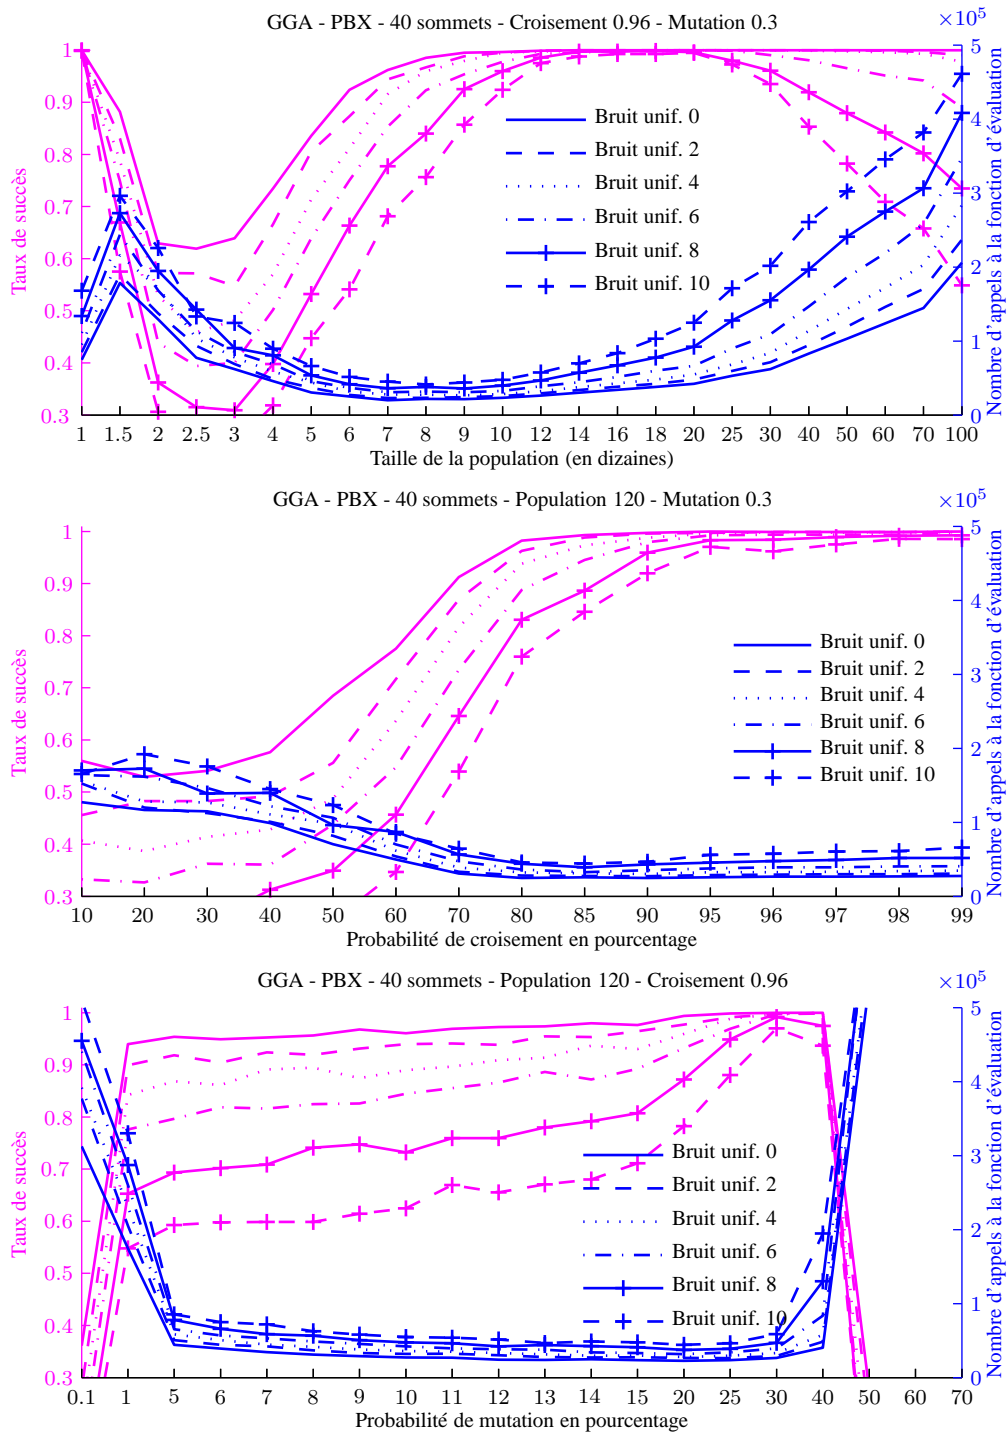 GGA - PBX - 40 sommets - Croisement 0.96 - Mutation 0.3
×10⁵
1
0.9
0.8
0.7
0.6
0.5
0.4
0.3
Taux de succès
5
4
3
2
1
0
Nombre d'appels à la fonction d'évaluation
Bruit unif. 0
Bruit unif. 2
Bruit unif. 4
Bruit unif. 6
Bruit unif. 8
Bruit unif. 10
1 1.5 2 2.5 3 4 5 6 7 8 9 10 12 14 16 18 20 25 30 40 50 60 70 100
Taille de la population (en dizaines)
GGA - PBX - 40 sommets - Population 120 - Mutation 0.3
×10⁵
1
0.9
0.8
0.7
0.6
0.5
0.4
0.3
Taux de succès
5
4
3
2
1
0
Nombre d'appels à la fonction d'évaluation
Bruit unif. 0
Bruit unif. 2
Bruit unif. 4
Bruit unif. 6
Bruit unif. 8
Bruit unif. 10
10 20 30 40 50 60 70 80 85 90 95 96 97 98 99
Probabilité de croisement en pourcentage
GGA - PBX - 40 sommets - Population 120 - Croisement 0.96
×10⁵
1
0.9
0.8
0.7
0.6
0.5
0.4
0.3
Taux de succès
5
4
3
2
1
0
Nombre d'appels à la fonction d'évaluation
Bruit unif. 0
Bruit unif. 2
Bruit unif. 4
Bruit unif. 6
Bruit unif. 8
Bruit unif. 10
0.1 1 5 6 7 8 9 10 11 12 13 14 15 20 25 30 40 50 60 70
Probabilité de mutation en pourcentage